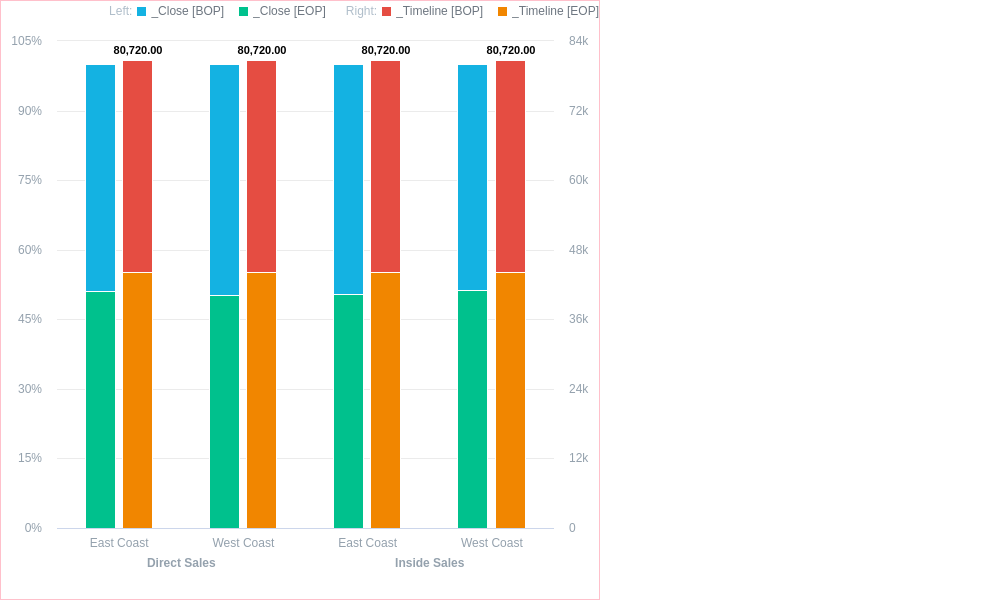 Left: _Close [BOP] _Close [EOP] Right: _Timeline [BOP] _Timeline [EOP]
105% 84k
80,720.00 80,720.00 80,720.00 80,720.00
90% 72k
75% 60k
60% 48k
45% 36k
30% 24k
15% 12k
0% 0
East Coast West Coast East Coast West Coast
Direct Sales Inside Sales